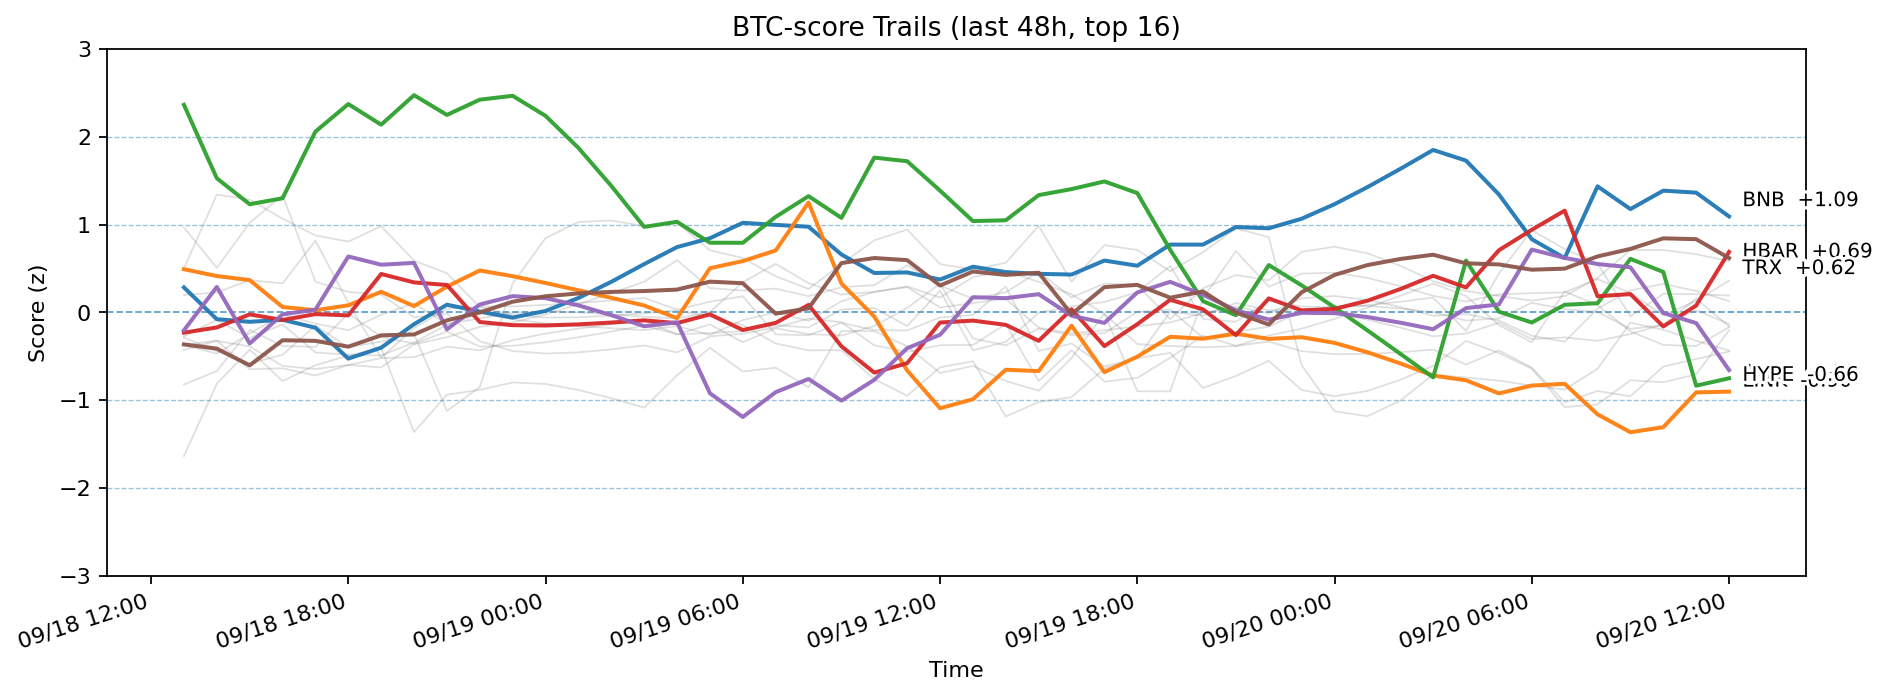 BTC-score Trails (last 48h, top 16)
3
2
1
0
−1
−2
−3
Score (z)
BNB +1.09
HBAR +0.69
TRX +0.62
HYPE -0.66
09/18 12:00
09/18 18:00
09/19 00:00
09/19 06:00
09/19 12:00
09/19 18:00
09/20 00:00
09/20 06:00
09/20 12:00
Time